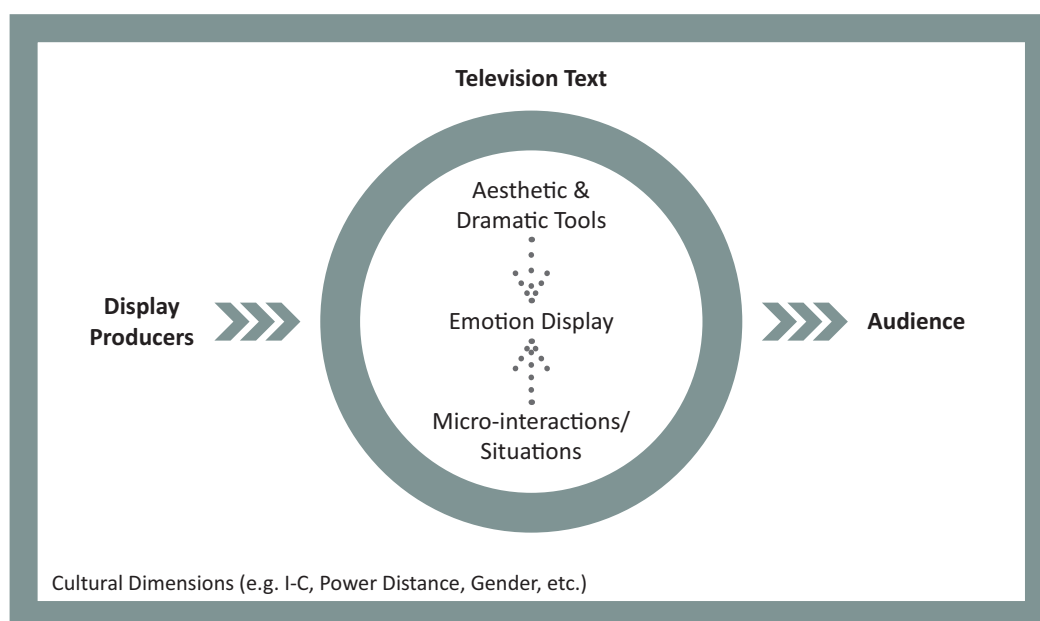 Television Text
Aesthetic &
Dramatic Tools
Display
Producers
Emotion Display
Audience
Micro-interactions/
Situations
Cultural Dimensions (e.g. I-C, Power Distance, Gender, etc.)